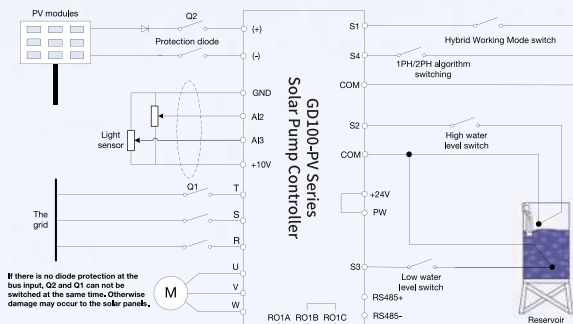 PV modules
Q2
Protection diode
(+)
(-)
GND
AI2
AI3
+10V
Light
sensor
The
grid
Q1
T
S
R
U
V
W
M
If there is no diode protection at the
bus input, Q2 and Q1 can not be
switched at the same time. Otherwise
damage may occur to the solar panels.
GD100-PV Series
Solar Pump Controller
RO1A RO1B RO1C
S1
Hybrid Working Mode switch
S4
1PH/2PH algorithm
switching
COM
S2
High water
level switch
COM
+24V
PW
S3
Low water
level switch
RS485+
RS485-
Reservoir